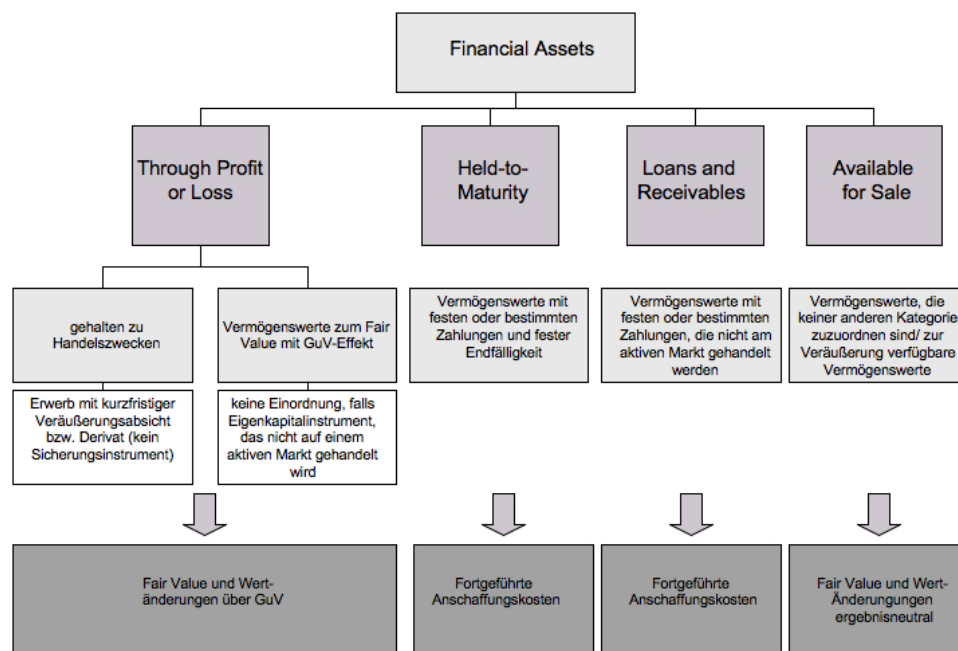 Financial Assets
Through Profit
or Loss
Held-to-
Maturity
Loans and
Receivables
Available
for Sale
gehalten zu
Handelszwecken
Vermögenswerte zum Fair
Value mit GuV-Effekt
Vermögenswerte mit
festen oder bestimmten
Zahlungen und fester
Endfälligkeit
Vermögenswerte mit
festen oder bestimmten
Zahlungen, die nicht am
aktiven Markt gehandelt
werden
Vermögenswerte, die
keiner anderen Kategorie
zuzuordnen sind/ zur
Veräußerung verfügbare
Vermögenswerte
Erwerb mit kurzfristiger
Veräußerungsabsicht
bzw. Derivat (kein
Sicherungsinstrument)
keine Einordnung, falls
Eigenkapitalinstrument,
das nicht auf einem
aktiven Markt gehandelt
wird
Fair Value und Wert-
änderungen über GuV
Fortgeführte
Anschaffungskosten
Fortgeführte
Anschaffungskosten
Fair Value und Wert-
Änderungungen
ergebnisneutral